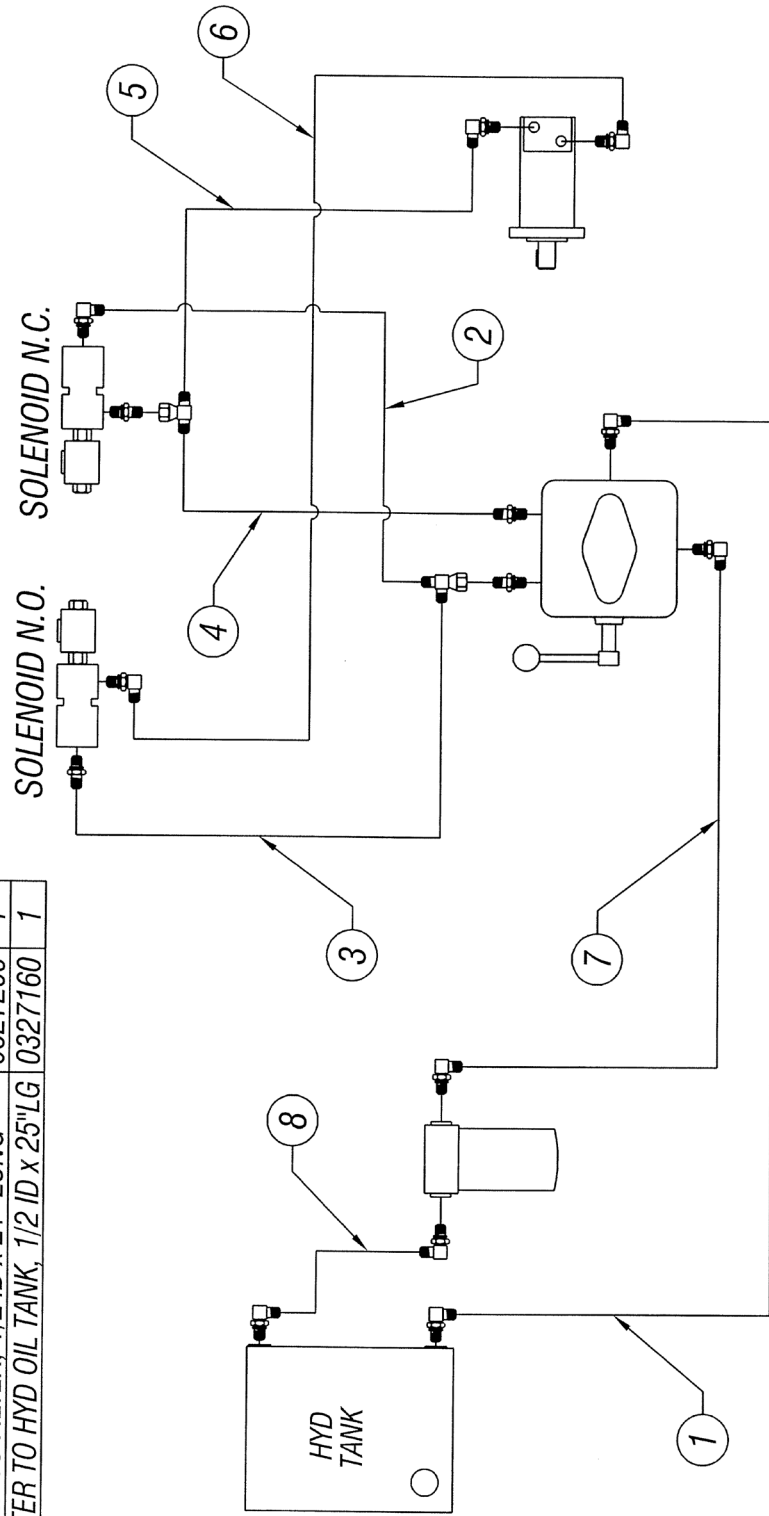 TER TO HYD OIL TANK, 1/2 ID x 25"LG 0327160 1
SOLENOID N.O.
SOLENOID N.C.
HYD
TANK
1
2
3
4
5
6
7
8